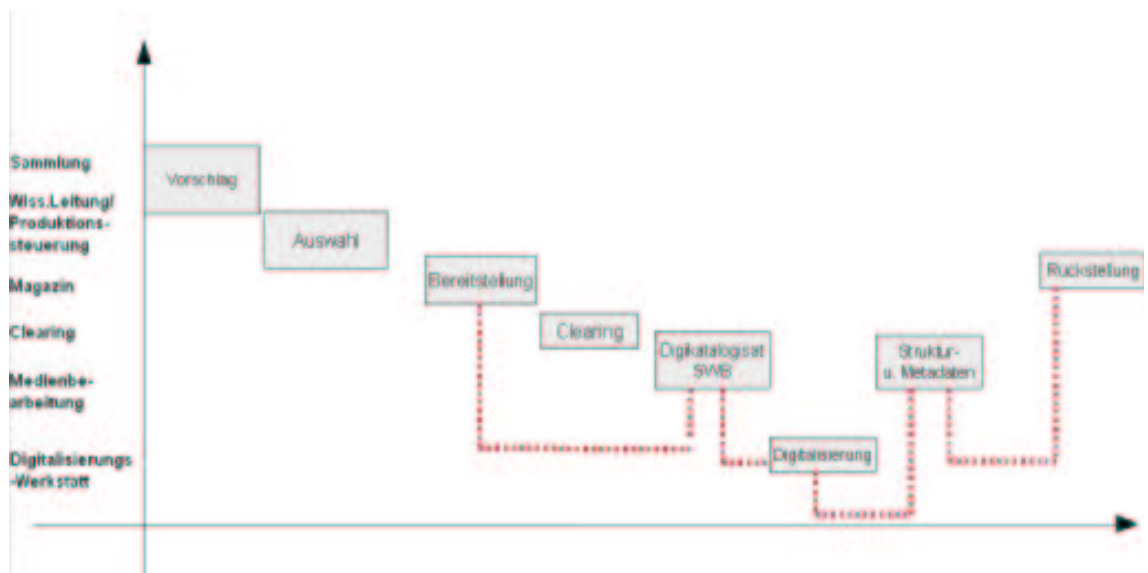 Sammlung
Wiss.Leitung/
Produktions-
steuerung
Magazin
Clearing
Medienbe-
arbeitung
Digitalisierungs
-Werkstatt
Vorschlag
Auswahl
Bereitstellung
Clearing
Digikatalogisat
SWB
Digitalisierung
Struktur-
u. Metadaten
Rückstellung